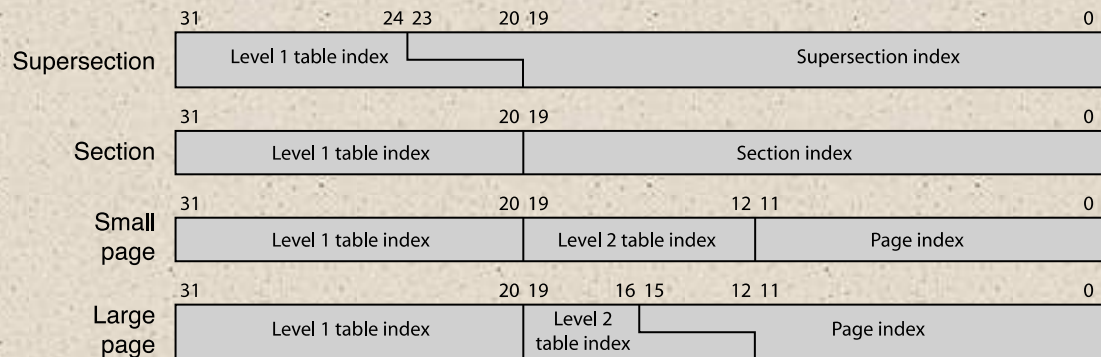 31 24 23 20 19 0
Supersection Level 1 table index Supersection index
31 20 19 0
Section Level 1 table index Section index
31 20 19 12 11 0
Small
page Level 1 table index Level 2 table index Page index
31 20 19 16 15 12 11 0
Large
page Level 1 table index Level 2
table index Page index